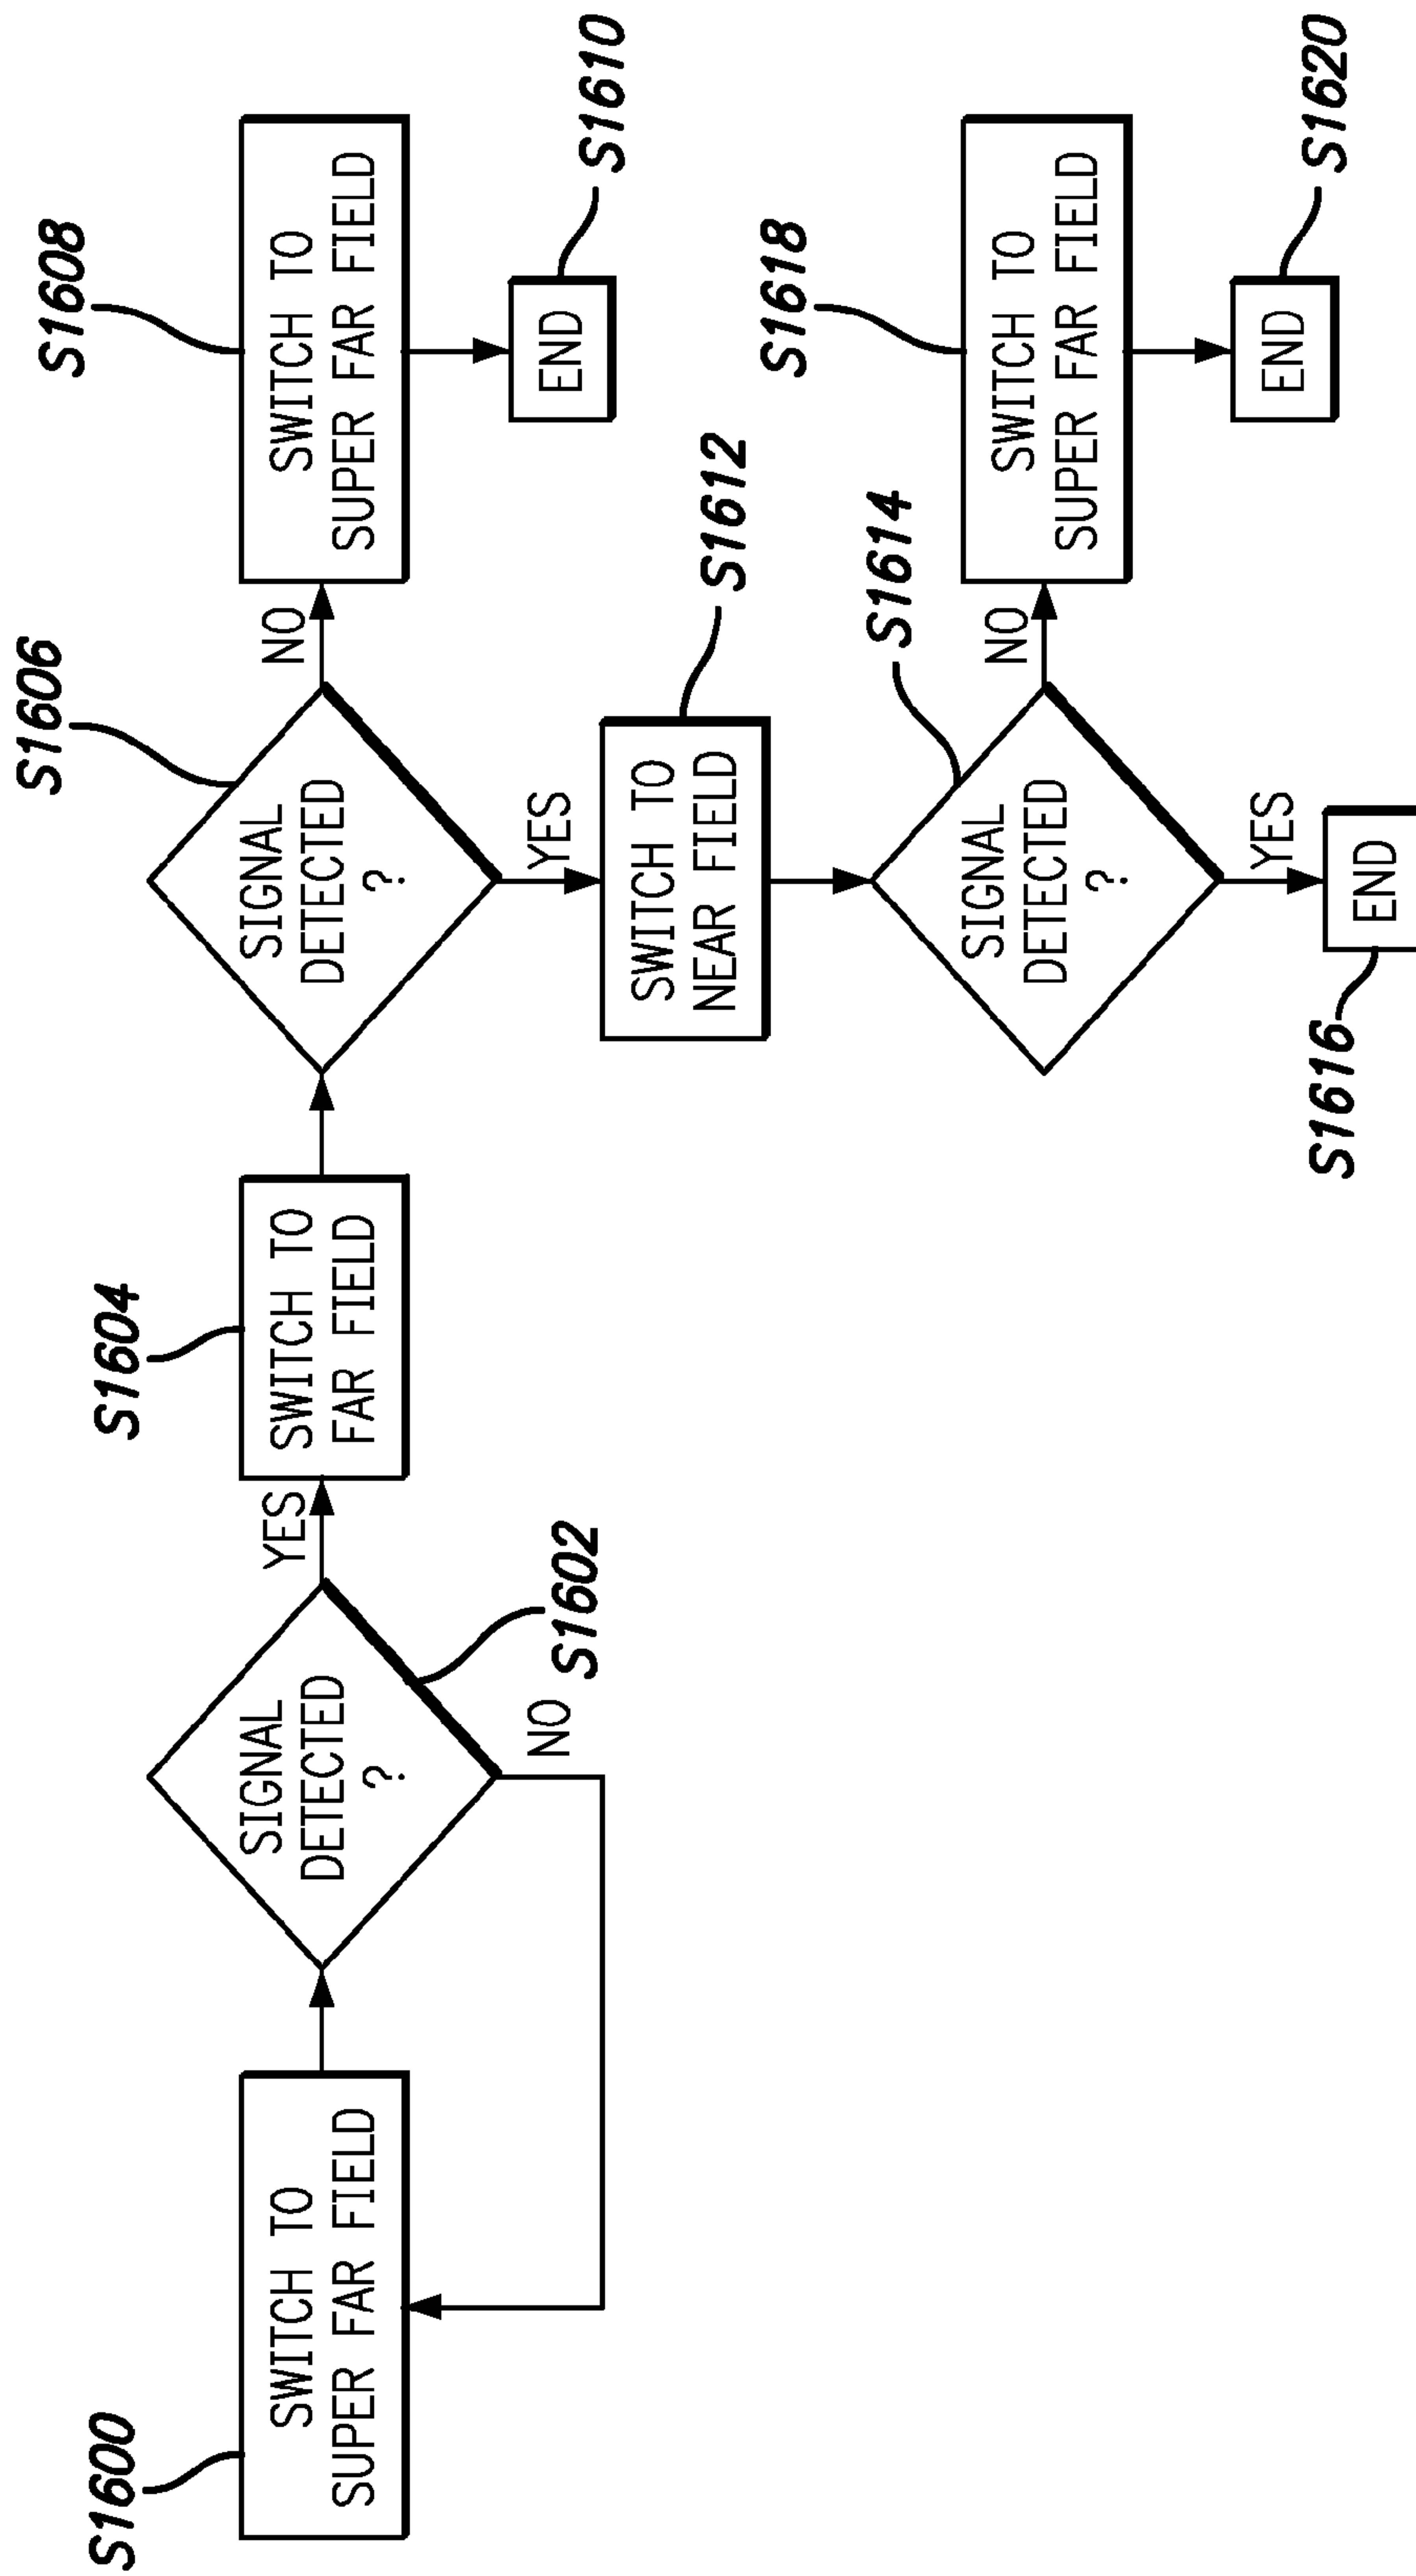 S1600
SWITCH TO
SUPER FAR FIELD
SIGNAL
DETECTED
?
S1602
NO
YES
S1604
SWITCH TO
FAR FIELD
S1606
SIGNAL
DETECTED
?
NO
S1608
SWITCH TO
SUPER FAR FIELD
END
S1610
YES
SWITCH TO
NEAR FIELD
S1612
SIGNAL
DETECTED
?
S1614
NO
S1618
SWITCH TO
SUPER FAR FIELD
END
S1620
YES
END
S1616